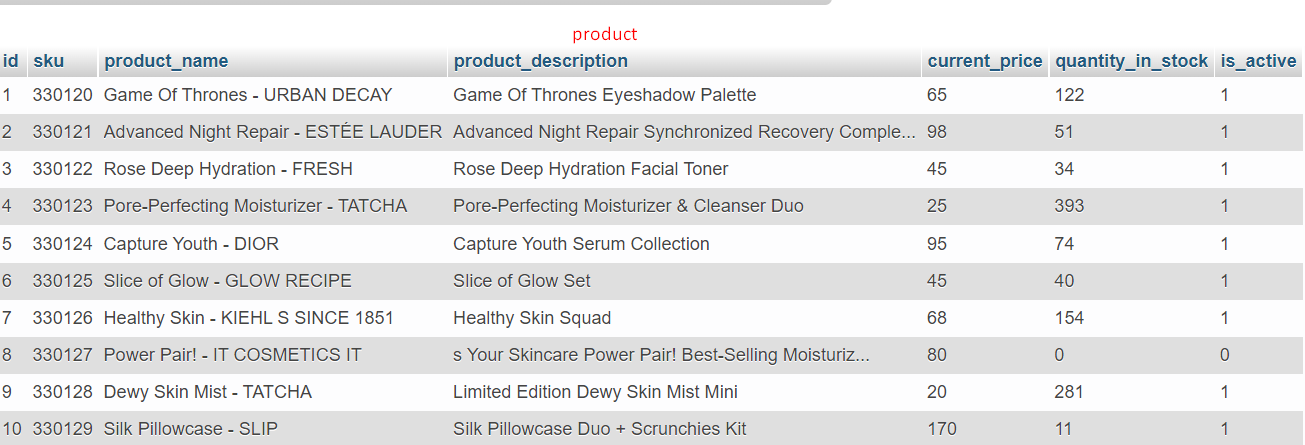 product
id sku product_name product_description current_price quantity_in_stock is_active
1 330120 Game Of Thrones - URBAN DECAY Game Of Thrones Eyeshadow Palette 65 122 1
2 330121 Advanced Night Repair - ESTÉE LAUDER Advanced Night Repair Synchronized Recovery Comple... 98 51 1
3 330122 Rose Deep Hydration - FRESH Rose Deep Hydration Facial Toner 45 34 1
4 330123 Pore-Perfecting Moisturizer - TATCHA Pore-Perfecting Moisturizer & Cleanser Duo 25 393 1
5 330124 Capture Youth - DIOR Capture Youth Serum Collection 95 74 1
6 330125 Slice of Glow - GLOW RECIPE Slice of Glow Set 45 40 1
7 330126 Healthy Skin - KIEHL S SINCE 1851 Healthy Skin Squad 68 154 1
8 330127 Power Pair! - IT COSMETICS IT s Your Skincare Power Pair! Best-Selling Moisturiz... 80 0 0
9 330128 Dewy Skin Mist - TATCHA Limited Edition Dewy Skin Mist Mini 20 281 1
10 330129 Silk Pillowcase - SLIP Silk Pillowcase Duo + Scrunchies Kit 170 11 1